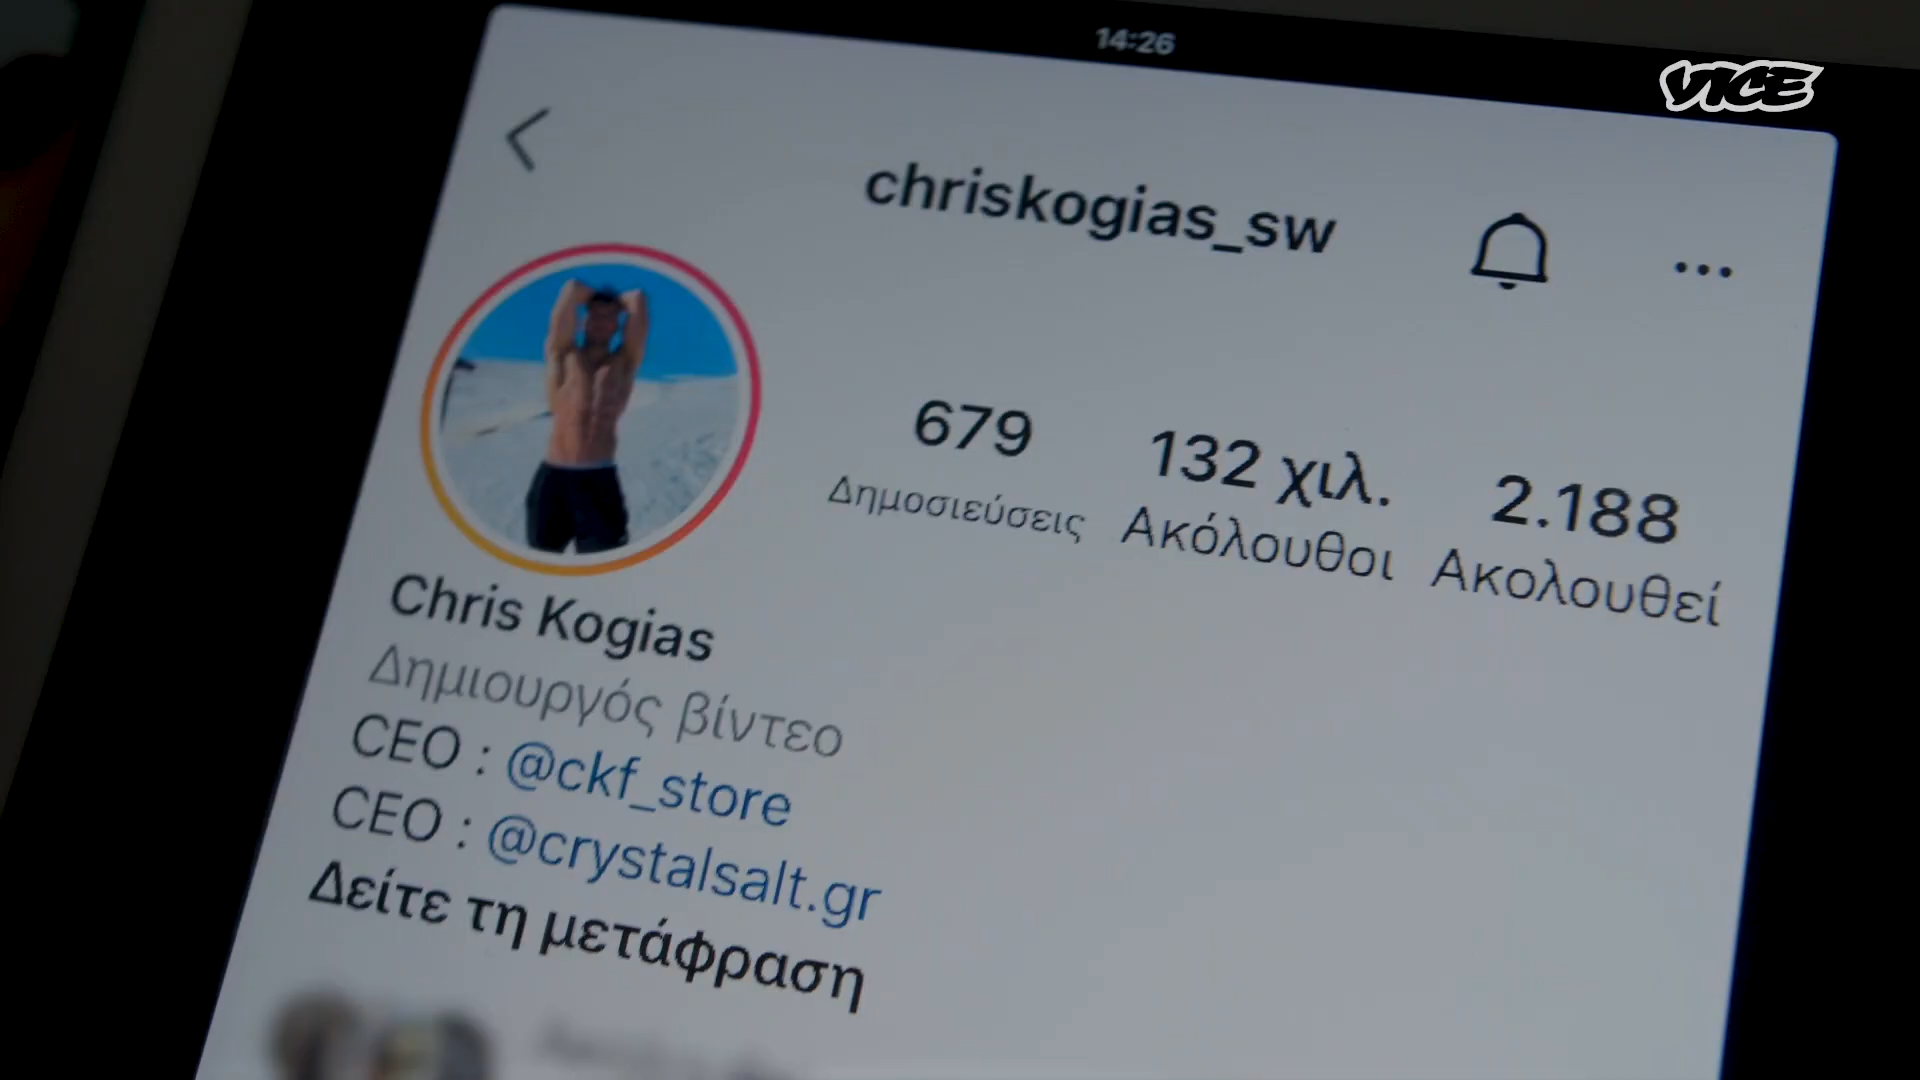 14:26
VICE
chriskogias_sw
679 132 χιλ. 2.188
Δημοσιεύσεις Ακόλουθοι Ακολουθεί
Chris Kogias
Δημιουργός βίντεο
CEO : @ckf_store
CEO : @crystalsalt.gr
Δείτε τη μετάφραση